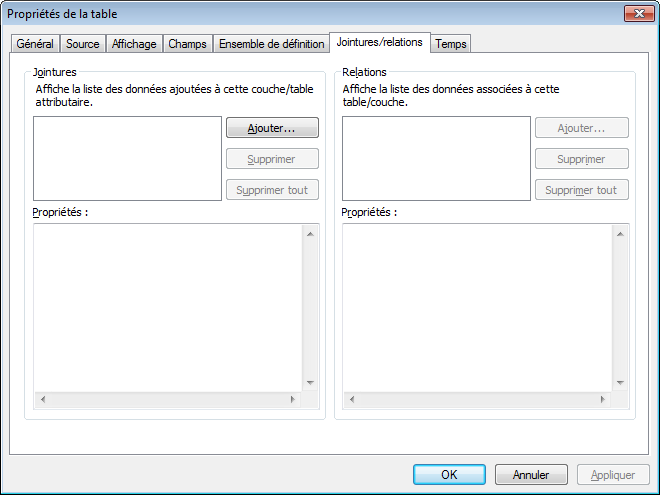 Propriétés de la table
Général Source Affichage Champs Ensemble de définition Jointures/relations Temps
Jointures
Affiche la liste des données ajoutées à cette couche/table
attributaire.
Ajouter...
Supprimer
Supprimer tout
Propriétés :
Relations
Affiche la liste des données associées à cette
table/couche.
Ajouter...
Supprimer
Supprimer tout
Propriétés :
OK Annuler Appliquer